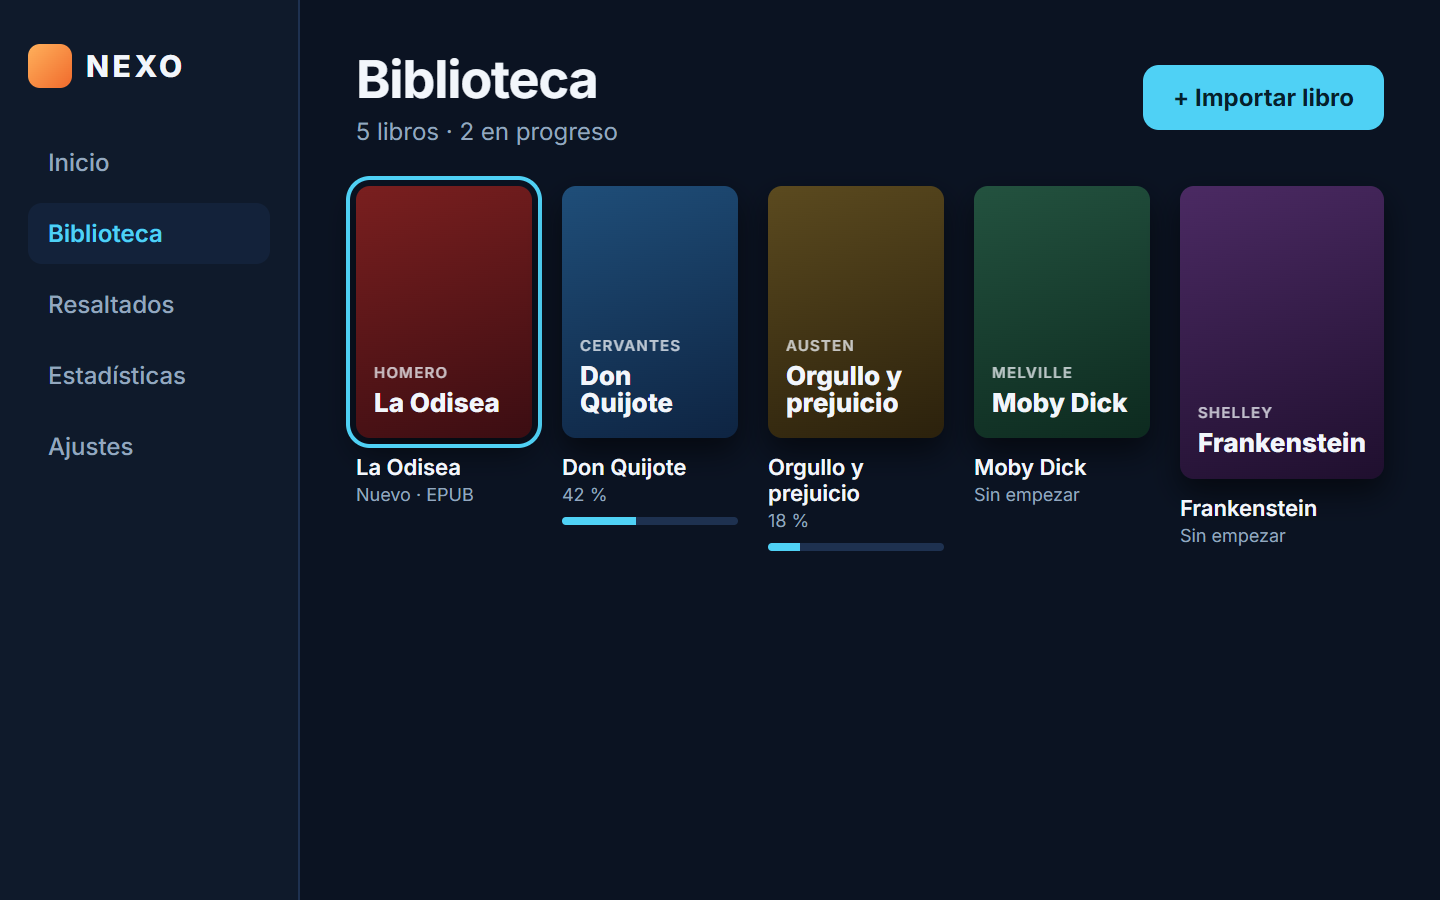 NEXO
Inicio
Biblioteca
Resaltados
Estadísticas
Ajustes
Biblioteca
5 libros · 2 en progreso
+ Importar libro
HOMERO
La Odisea
La Odisea
Nuevo · EPUB
CERVANTES
Don
Quijote
Don Quijote
42 %
AUSTEN
Orgullo y
prejuicio
Orgullo y
prejuicio
18 %
MELVILLE
Moby Dick
Moby Dick
Sin empezar
SHELLEY
Frankenstein
Frankenstein
Sin empezar